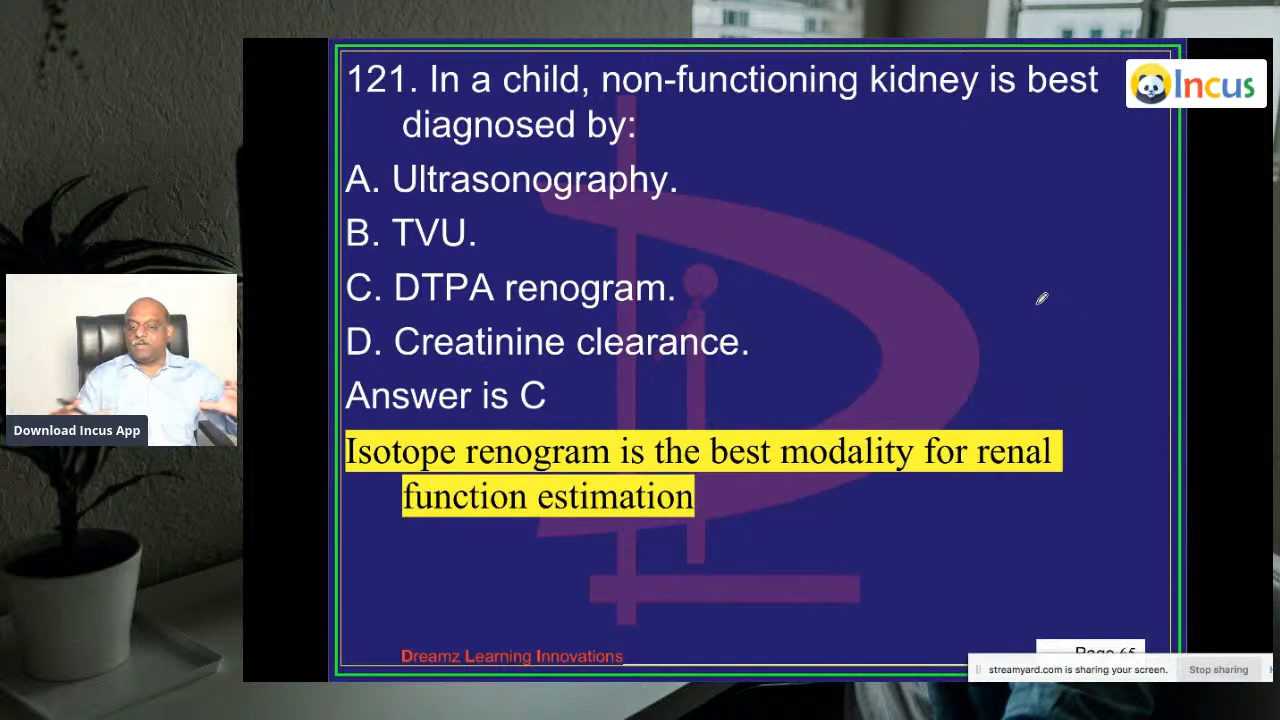 121. In a child, non-functioning kidney is best
diagnosed by:
A. Ultrasonography.
B. TVU.
C. DTPA renogram.
D. Creatinine clearance.
Answer is C
Isotope renogram is the best modality for renal
function estimation
Incus
Download Incus App
Dreamz Learning Innovations
Page 65
streamyard.com is sharing your screen.
Stop sharing